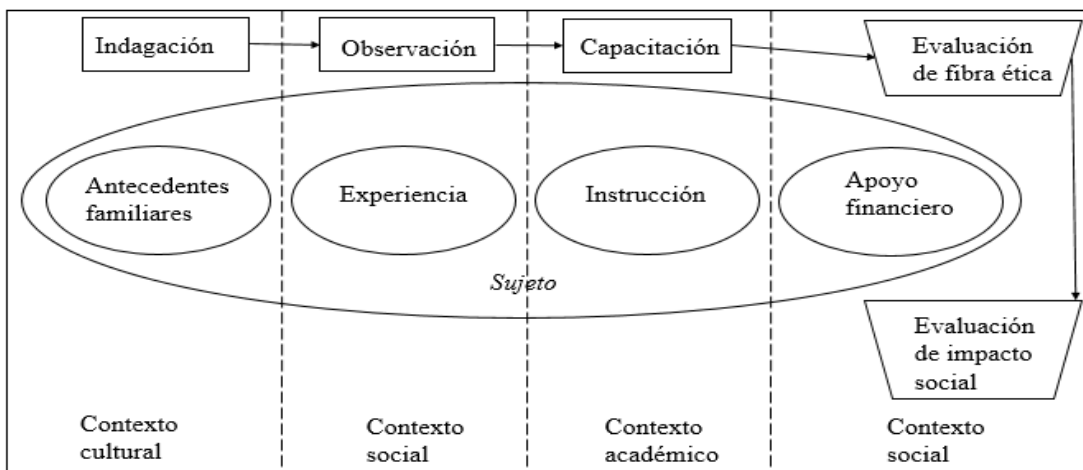 Indagación
Observación
Capacitación
Evaluación
de fibra ética
Antecedentes
familiares
Experiencia
Instrucción
Apoyo
financiero
Sujeto
Evaluación
de impacto
social
Contexto
cultural
Contexto
social
Contexto
académico
Contexto
social